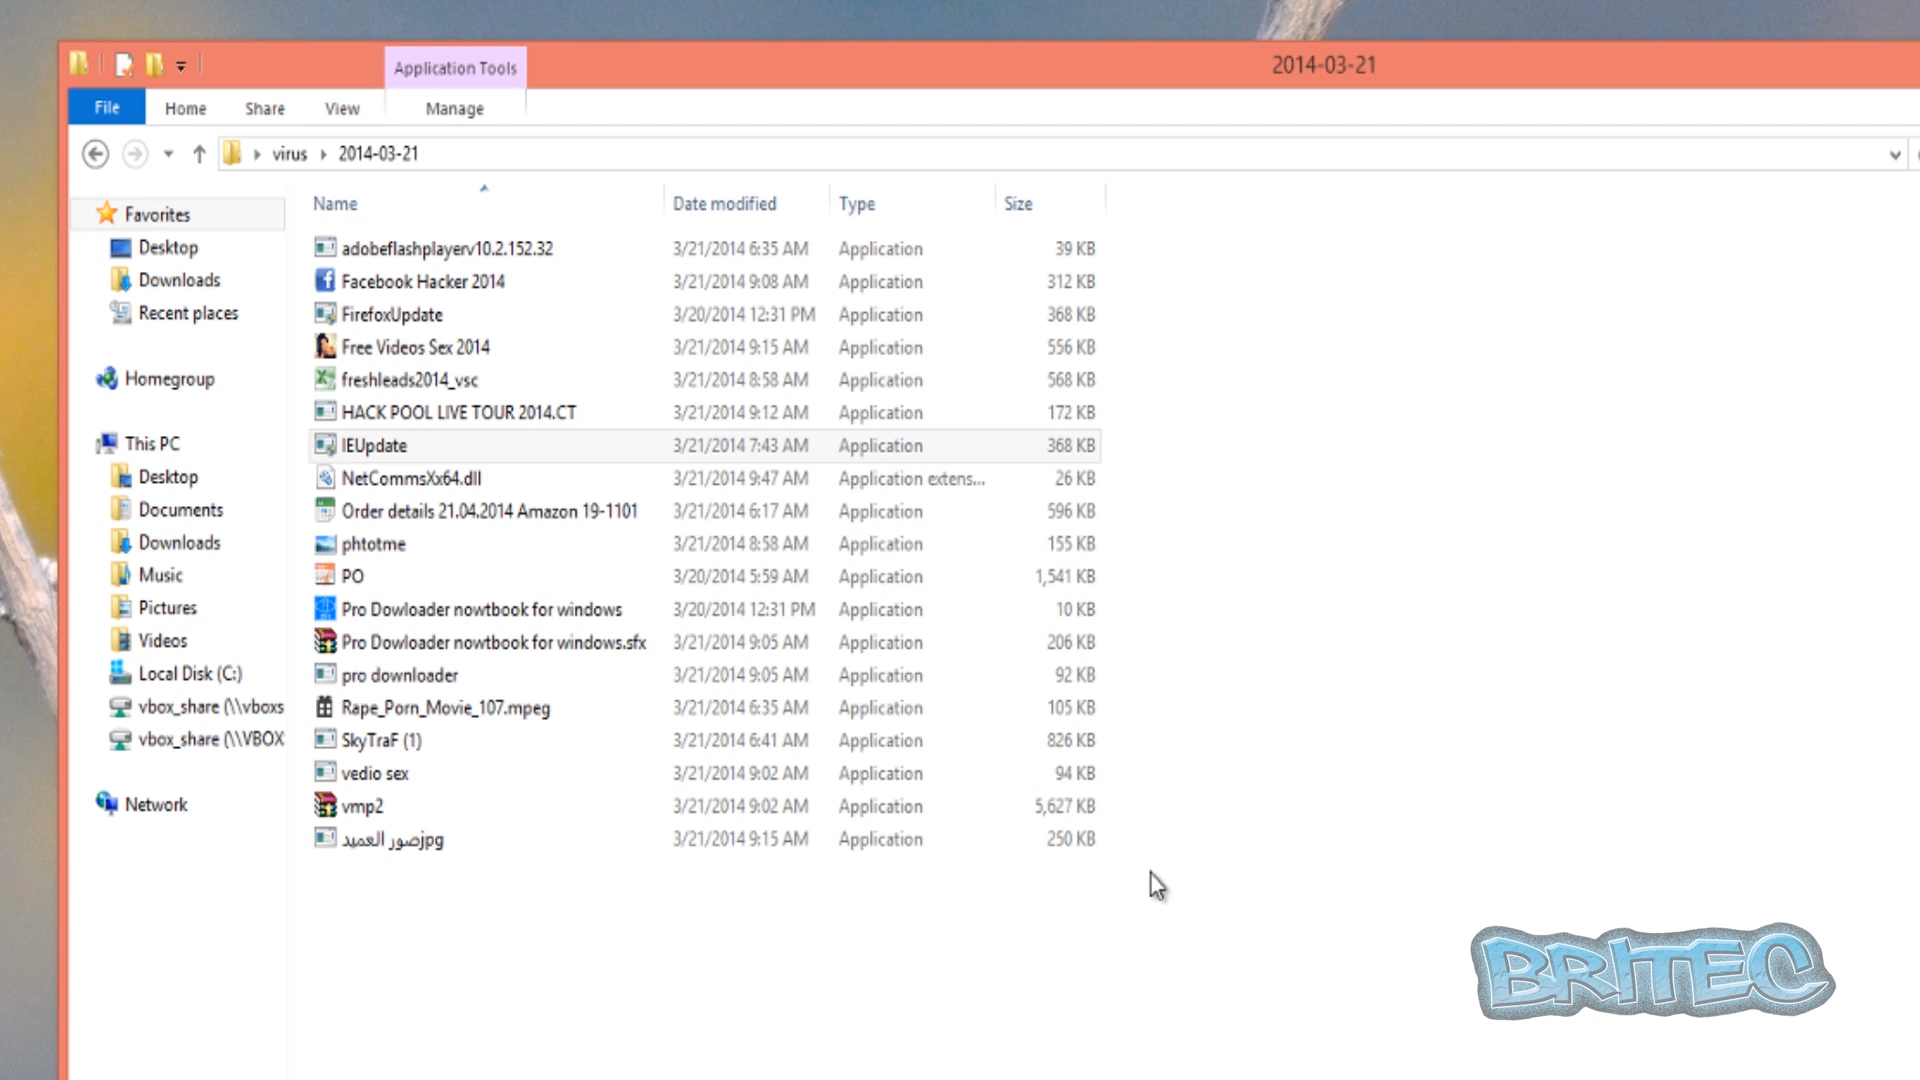 Application Tools
2014-03-21
File Home Share View Manage
virus 2014-03-21
Name Date modified Type Size
Favorites
Desktop
Downloads
Recent places
Homegroup
This PC
Desktop
Documents
Downloads
Music
Pictures
Videos
Local Disk (C:)
vbox_share (\\vboxs
vbox_share (\\VBOX
Network
adobeflashplayerv10.2.152.32 3/21/2014 6:35 AM Application 39 KB
Facebook Hacker 2014 3/21/2014 9:08 AM Application 312 KB
FirefoxUpdate 3/20/2014 12:31 PM Application 368 KB
Free Videos Sex 2014 3/21/2014 9:15 AM Application 556 KB
freshleads2014_vsc 3/21/2014 8:58 AM Application 568 KB
HACK POOL LIVE TOUR 2014.CT 3/21/2014 9:12 AM Application 172 KB
IEUpdate 3/21/2014 7:43 AM Application 368 KB
NetCommsXx64.dll 3/21/2014 9:47 AM Application extens... 26 KB
Order details 21.04.2014 Amazon 19-1101 3/21/2014 6:17 AM Application 596 KB
phtotme 3/21/2014 8:58 AM Application 155 KB
PO 3/20/2014 5:59 AM Application 1,541 KB
Pro Dowloader nowtbook for windows 3/20/2014 12:31 PM Application 10 KB
Pro Dowloader nowtbook for windows.sfx 3/21/2014 9:05 AM Application 206 KB
pro downloader 3/21/2014 9:05 AM Application 92 KB
Rape_Porn_Movie_107.mpeg 3/21/2014 6:35 AM Application 105 KB
SkyTraF (1) 3/21/2014 6:41 AM Application 826 KB
vedio sex 3/21/2014 9:02 AM Application 94 KB
vmp2 3/21/2014 9:02 AM Application 5,627 KB
صور العميدjpg 3/21/2014 9:15 AM Application 250 KB
BRITEC